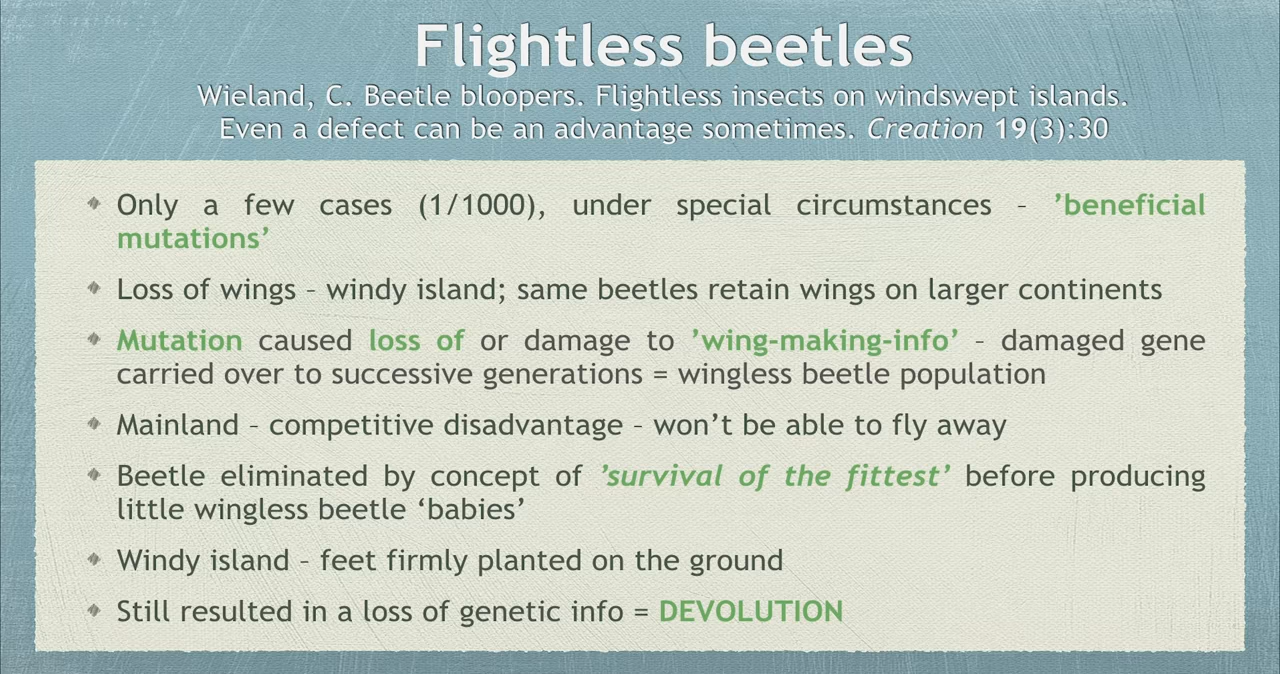 Flightless beetles
Wieland, C. Beetle bloopers. Flightless insects on windswept islands.
Even a defect can be an advantage sometimes. Creation 19(3):30
Only a few cases (1/1000), under special circumstances – ’beneficial
mutations’
Loss of wings – windy island; same beetles retain wings on larger continents
Mutation caused loss of or damage to ’wing-making-info’ – damaged gene
carried over to successive generations = wingless beetle population
Mainland – competitive disadvantage – won’t be able to fly away
Beetle eliminated by concept of ’survival of the fittest’ before producing
little wingless beetle ‘babies’
Windy island – feet firmly planted on the ground
Still resulted in a loss of genetic info = DEVOLUTION